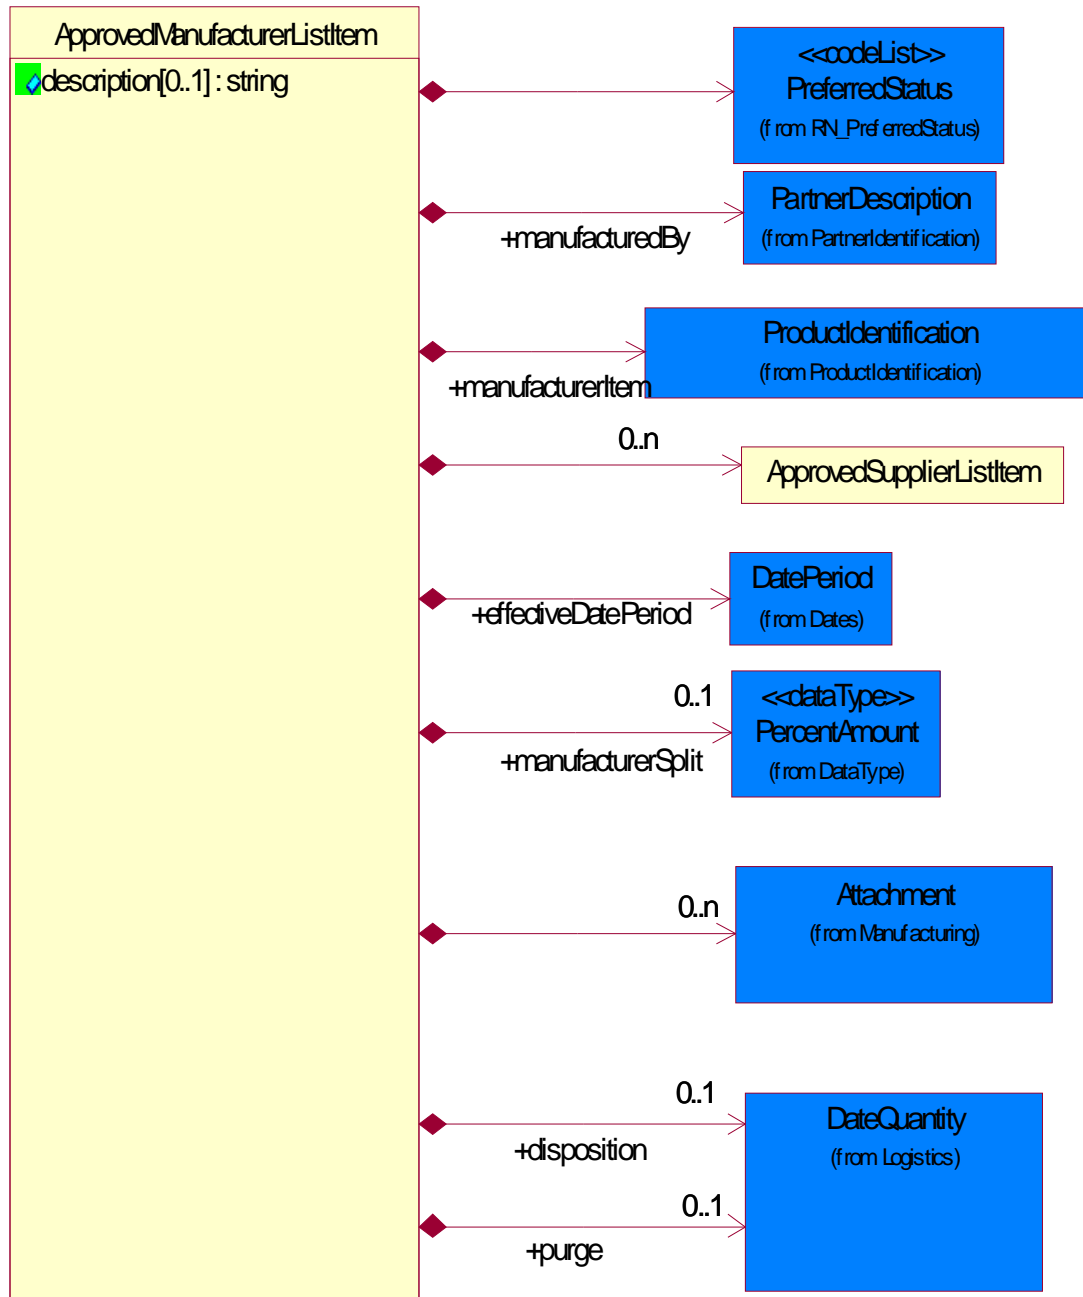 ApprovedManufacturerListItem
description[0..1] : string
<<codeList>>
PreferredStatus
(from RN_PreferredStatus)
PartnerDescription
(from PartnerIdentification)
+manufacturedBy
ProductIdentification
(from ProductIdentification)
+manufacturerItem
0..n
ApprovedSupplierListItem
DatePeriod
(from Dates)
+effectiveDatePeriod
0..1
<<dataType>>
PercentAmount
(from DataType)
+manufacturerSplit
0..n
Attachment
(from Manufacturing)
0..1
DateQuantity
(from Logistics)
+disposition
0..1
+purge